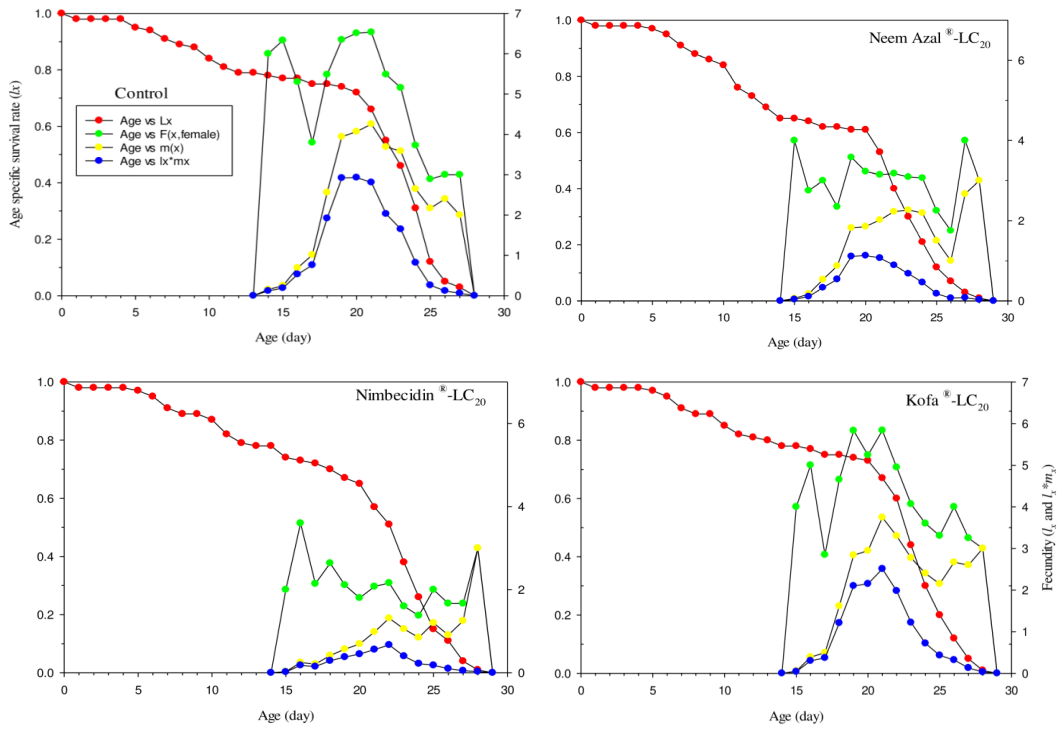 1.0
0.8
0.6
0.4
0.2
0.0
Age specific survival rate (lx)
Control
Age vs Lx
Age vs F(x,female)
Age vs m(x)
Age vs lx*mx
7
6
5
4
3
2
1
0
0 5 10 15 20 25 30
Age (day)
Neem Azal ®-LC20
1.0
0.8
0.6
0.4
0.2
0.0
6
4
2
0
0 5 10 15 20 25 30
Age (day)
Nimbecidin ®-LC20
1.0
0.8
0.6
0.4
0.2
0.0
6
4
2
0
0 5 10 15 20 25 30
Age (day)
Kofa ®-LC20
1.0
0.8
0.6
0.4
0.2
0.0
7
6
5
4
3
2
1
0
Fecundity (lx and lx*mx)
0 5 10 15 20 25 30
Age (day)